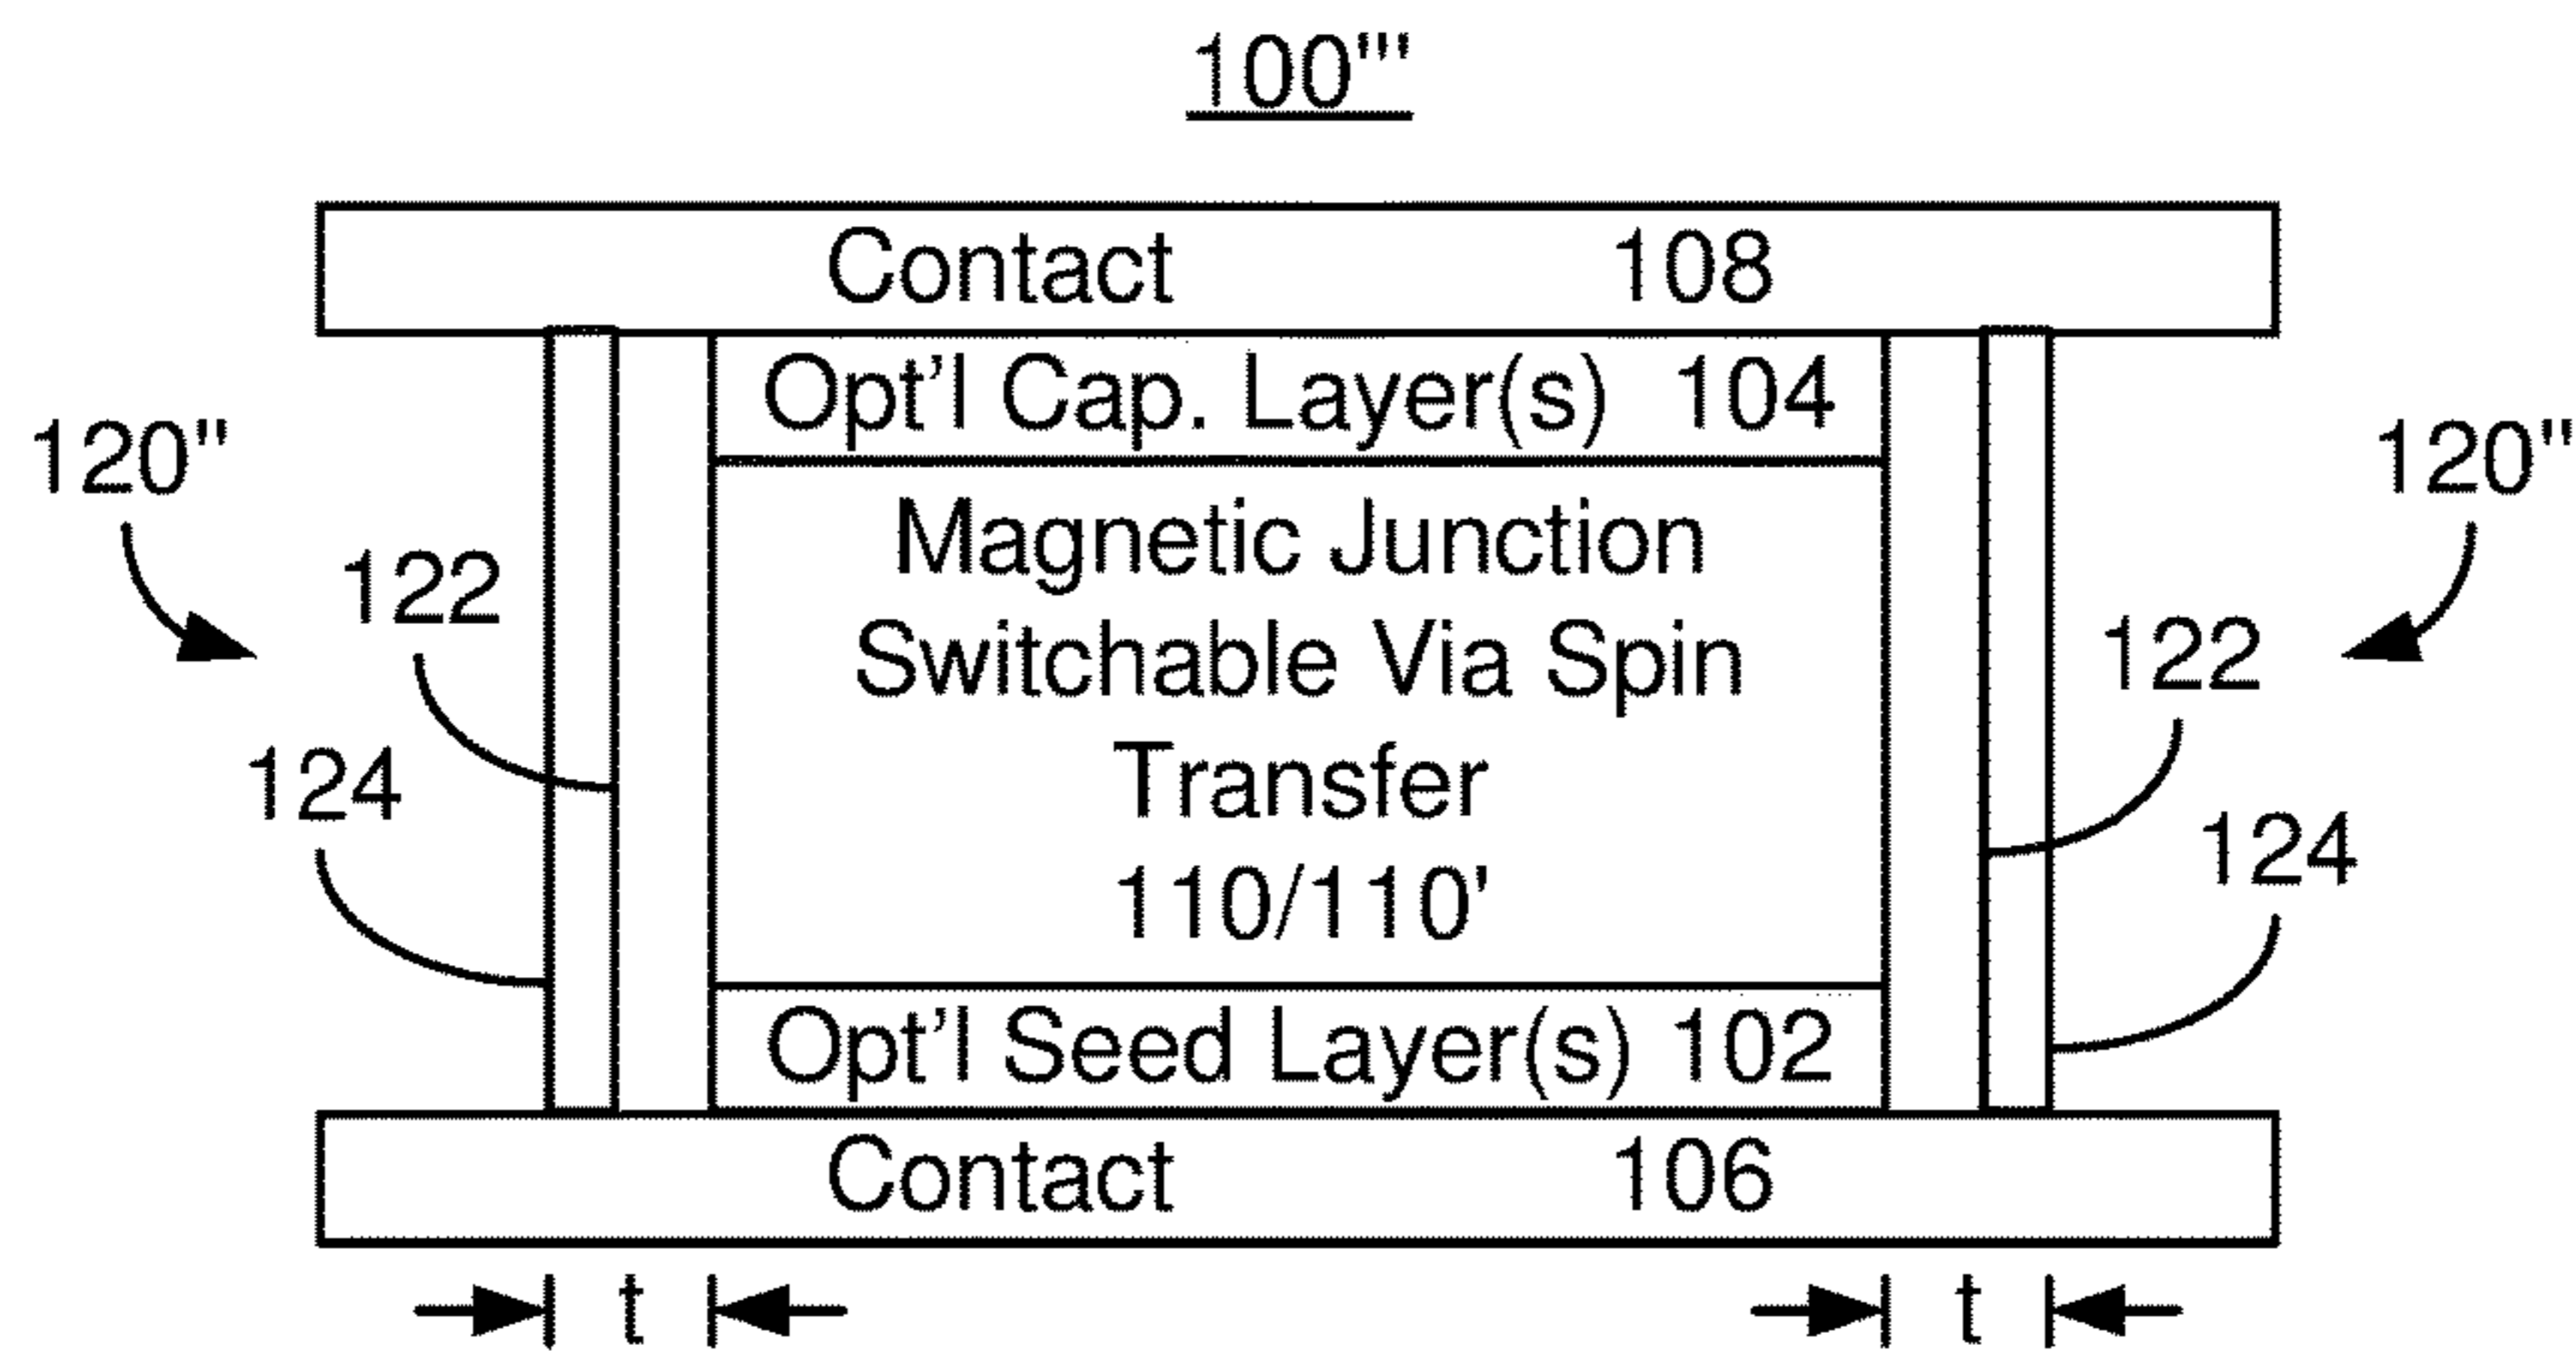 100'''
Contact 108
Opt'l Cap. Layer(s) 104
120"
120"
Magnetic Junction
122
Switchable Via Spin
122
124
Transfer
124
110/110'
Opt'l Seed Layer(s) 102
Contact 106
t
t